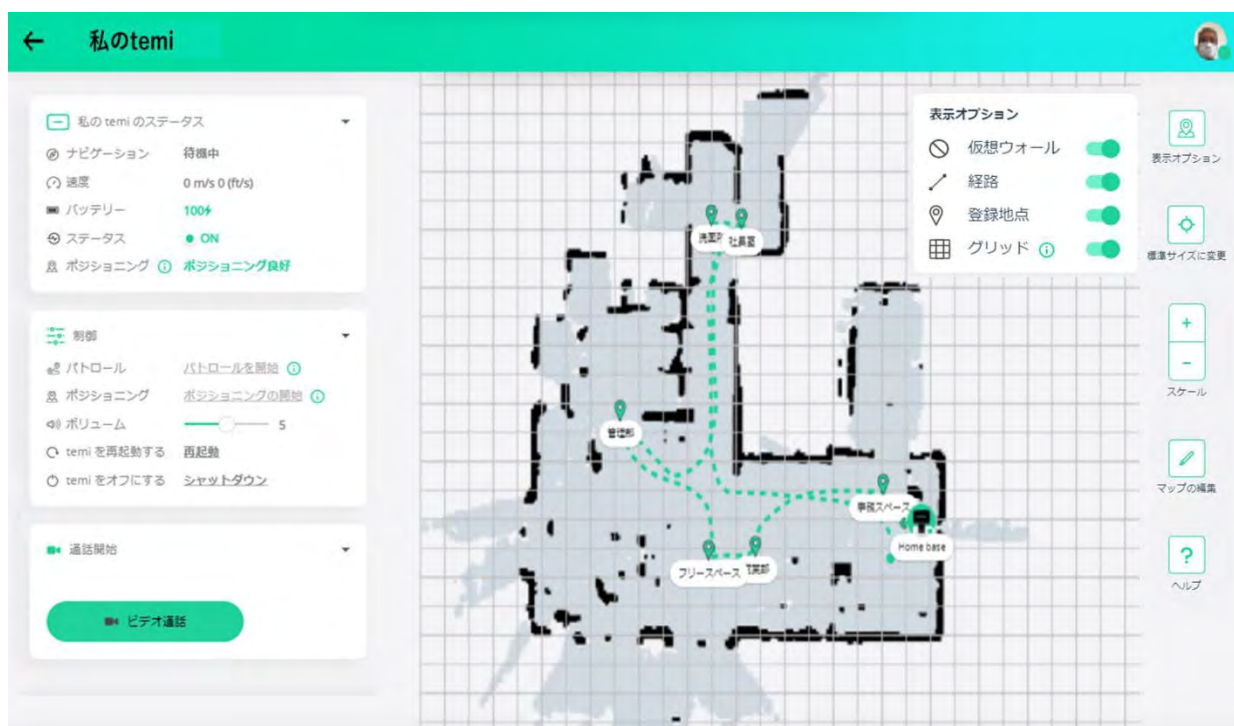 私のtemi
私の temi のステータス
ナビゲーション 待機中
速度 0 m/s 0 (ft/s)
バッテリー 100
ステータス ON
ポジショニング ポジショニング良好
制御
パトロール パトロールを開始
ポジショニング ポジショニングの開始
ボリューム 5
temi を再起動する 再起動
temi をオフにする シャットダウン
通話開始
ビデオ通話
社員室
管理部
事務スペース
Home base
フリースペース
表示オプション
仮想ウォール
経路
登録地点
グリッド
表示オプション
標準サイズに変更
+
-
スケール
マップの編集
?
ヘルプ